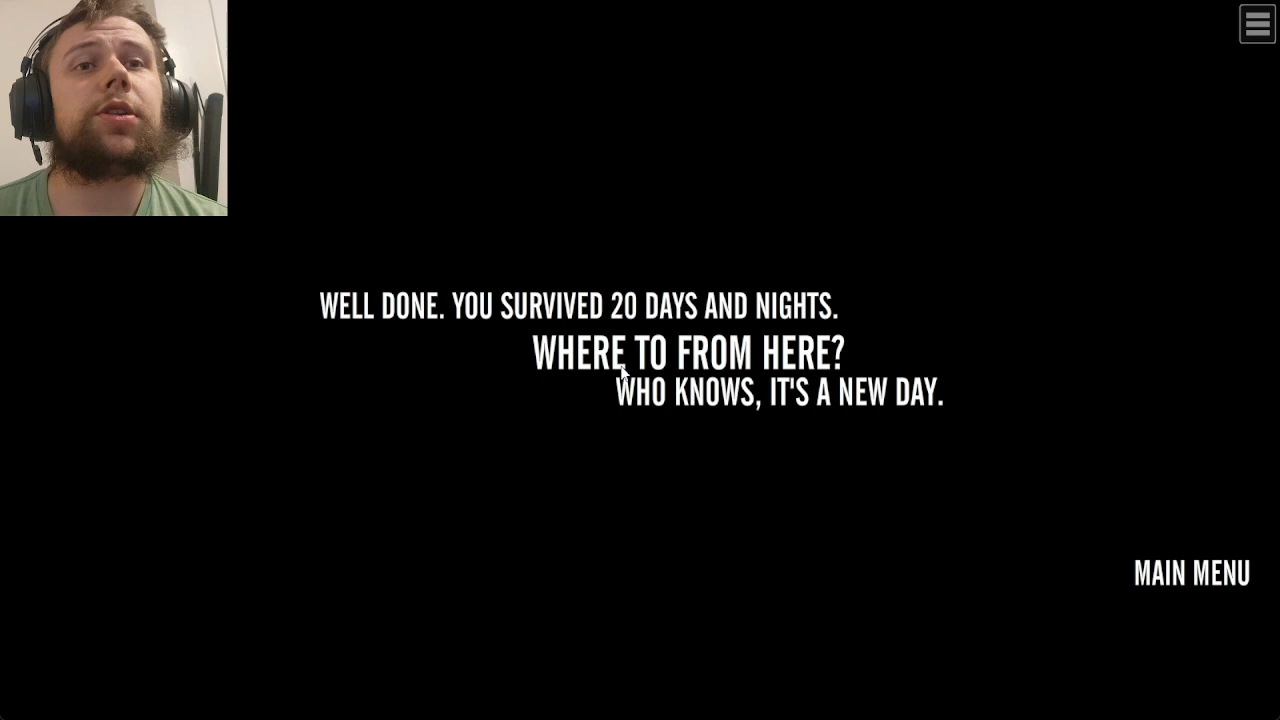 WELL DONE. YOU SURVIVED 20 DAYS AND NIGHTS.
WHERE TO FROM HERE?
WHO KNOWS, IT'S A NEW DAY.
MAIN MENU